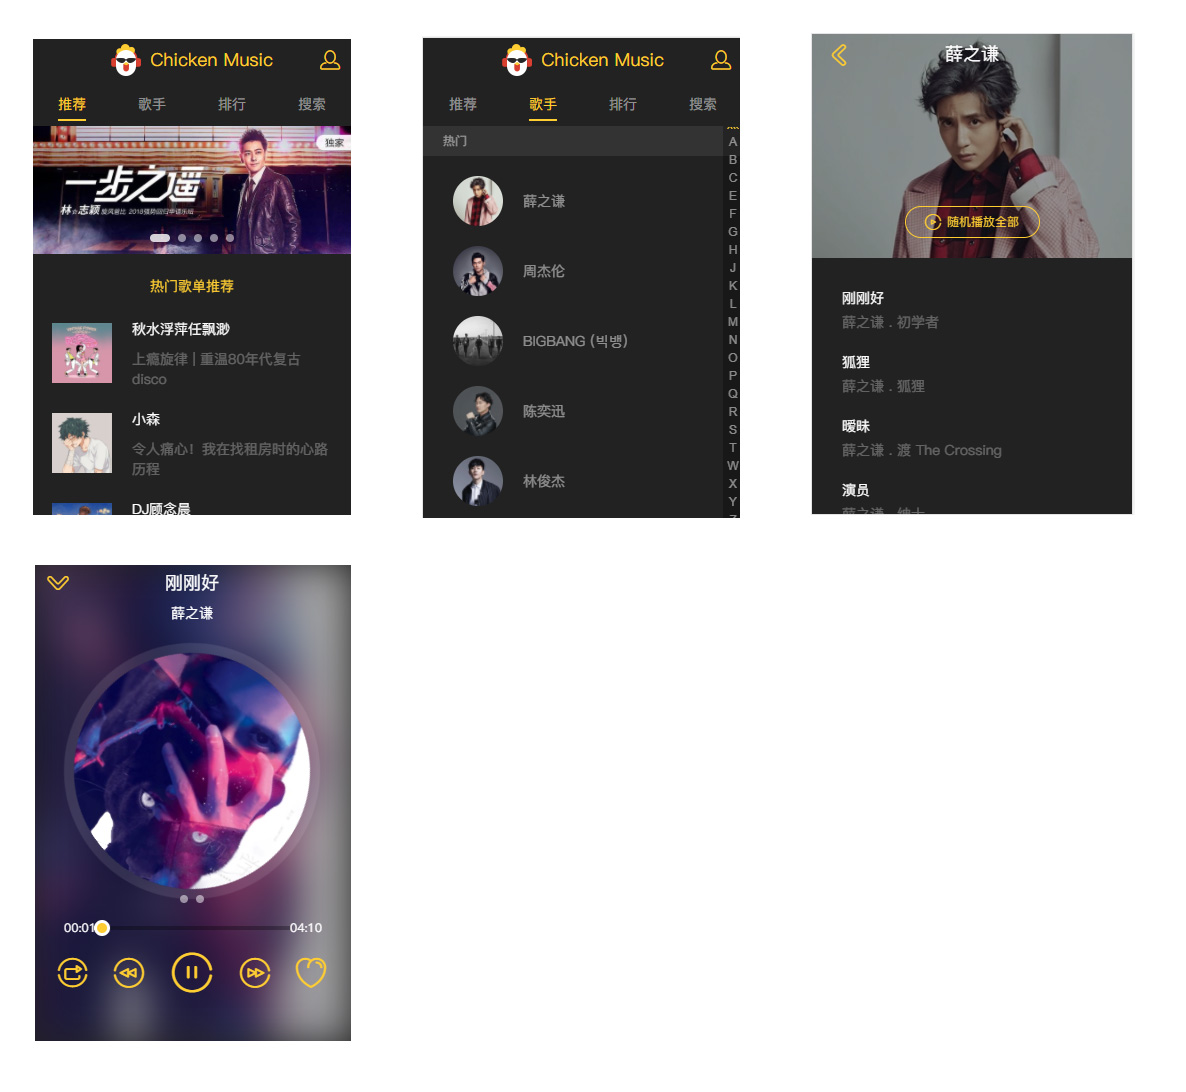 Chicken Music
推荐 歌手 排行 搜索
独家
一步之遥
林志颖
热门歌单推荐
秋水浮萍任飘渺
上瘾旋律 | 重温80年代复古
disco
小森
令人痛心！我在找租房时的心路
历程
DJ顾念晨
Chicken Music
推荐 歌手 排行 搜索
热门
薛之谦
周杰伦
BIGBANG (빅뱅)
陈奕迅
林俊杰
A
B
C
E
F
G
H
J
K
L
M
N
O
P
Q
R
S
T
W
X
Y
Z
薛之谦
随机播放全部
刚刚好
薛之谦 . 初学者
狐狸
薛之谦 . 狐狸
暧昧
薛之谦 . 渡 The Crossing
演员
薛之谦 . 绅士
刚刚好
薛之谦
00:01 04:10